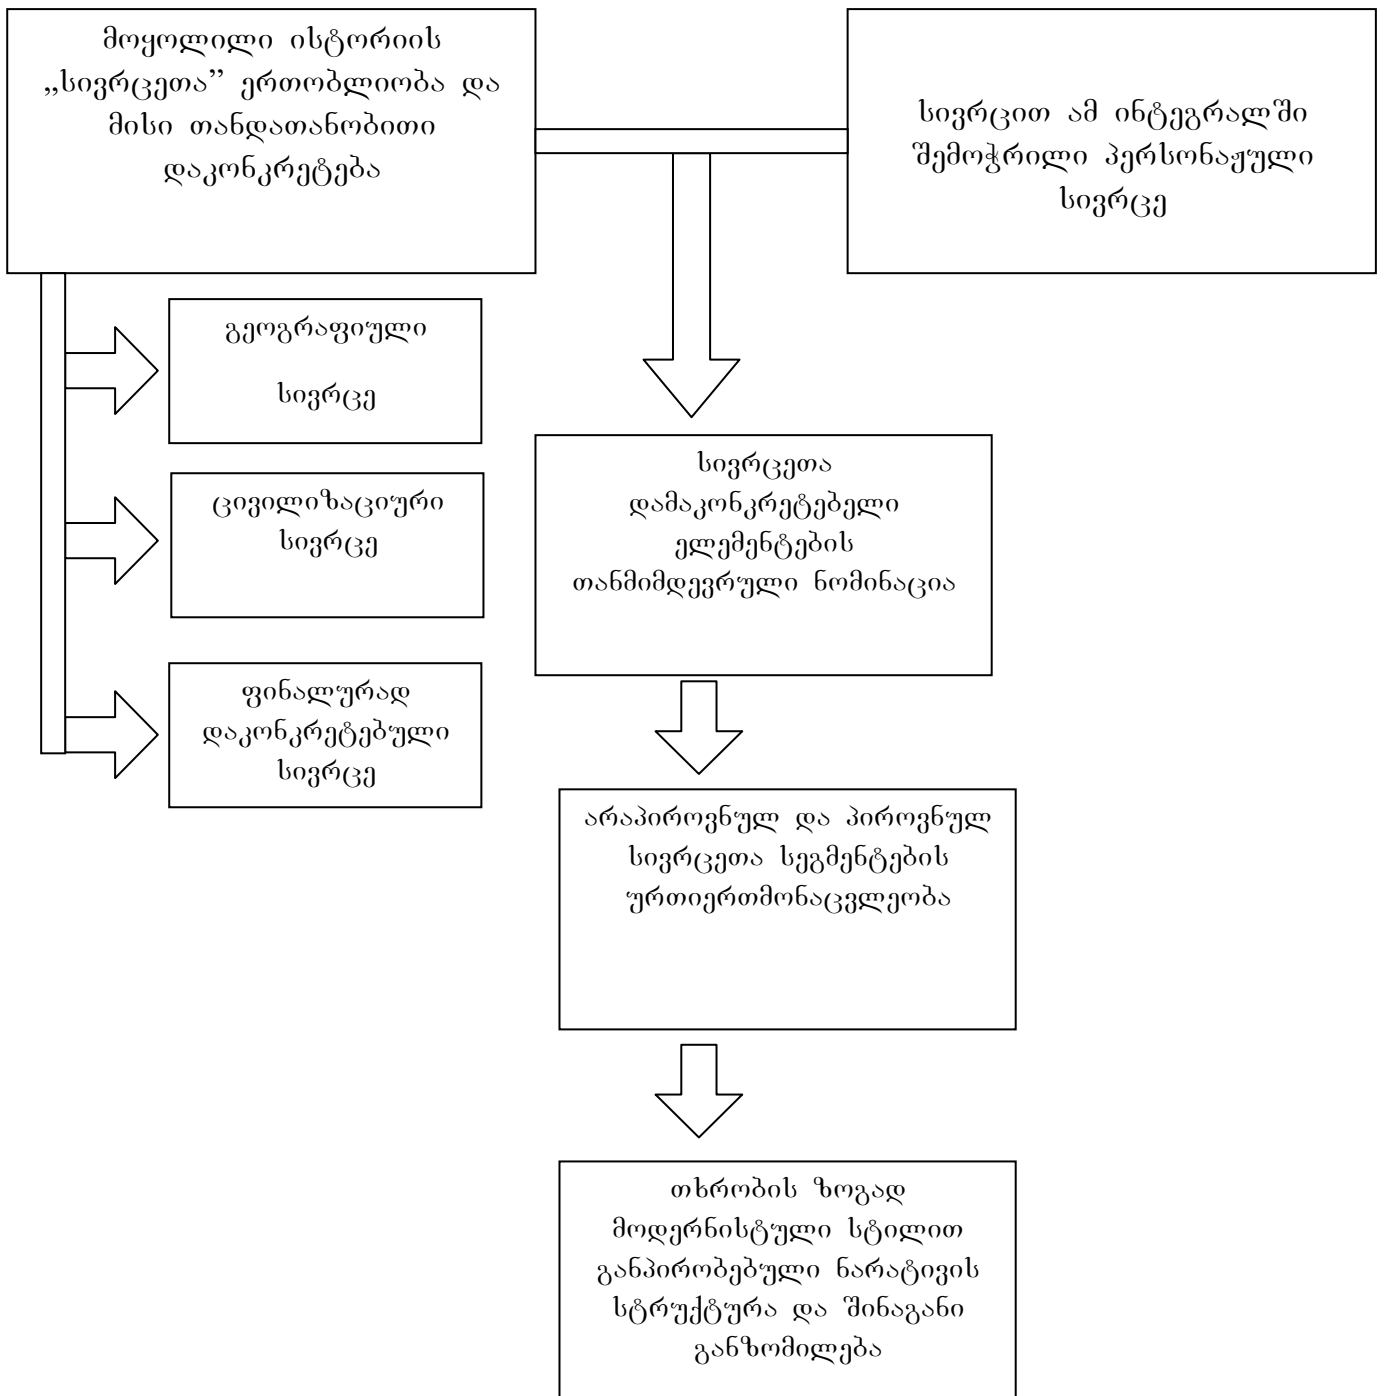 მოყოლილი ისტორიის
„სივრცეთა” ერთობლიობა და
მისი თანდათანობითი
დაკონკრეტება
სივრცით ამ ინტეგრალში
შემოჭრილი პერსონაჟული
სივრცე
გეოგრაფიული
სივრცე
ცივილიზაციური
სივრცე
ფინალურად
დაკონკრეტებული
სივრცე
სივრცეთა
დამაკონკრეტებელი
ელემენტების
თანმიმდევრული ნომინაცია
არაპიროვნულ და პიროვნულ
სივრცეთა სეგმენტების
ურთიერთმონაცვლეობა
თხრობის ზოგად
მოდერნისტული სტილით
განპირობებული ნარატივის
სტრუქტურა და შინაგანი
განზომილება